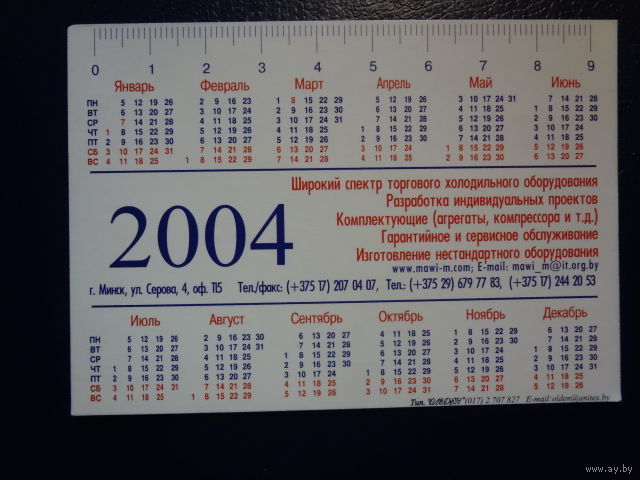 0 1 2 3 4 5 6 7 8 9
Январь Февраль Март Апрель Май Июнь
ПН 5 12 19 26 2 9 16 23 1 8 15 22 29 5 12 19 26 3 10 17 24 31 7 14 21 28
ВТ 6 13 20 27 3 10 17 24 2 9 16 23 30 6 13 20 27 4 11 18 25 1 8 15 22 29
СР 7 14 21 28 4 11 18 25 3 10 17 24 31 7 14 21 28 5 12 19 26 2 9 16 23 30
ЧТ 1 8 15 22 29 5 12 19 26 4 11 18 25 1 8 15 22 29 6 13 20 27 3 10 17 24
ПТ 2 9 16 23 30 6 13 20 27 5 12 19 26 2 9 16 23 30 7 14 21 28 4 11 18 25
СБ 3 10 17 24 31 7 14 21 28 6 13 20 27 3 10 17 24 1 8 15 22 29 5 12 19 26
ВС 4 11 18 25 1 8 15 22 29 7 14 21 28 4 11 18 25 2 9 16 23 30 6 13 20 27
2004
Широкий спектр торгового холодильного оборудования
Разработка индивидуальных проектов
Комплектующие (агрегаты, компрессора и т.д.)
Гарантийное и сервисное обслуживание
Изготовление нестандартного оборудования
www.mawi-m.com; E-mail: mawi_m@it.org.by
г. Минск, ул. Серова, 4, оф. 115 Тел./факс: (+375 17) 207 04 07, Тел.: (+375 29) 679 77 83, (+375 17) 244 20 53
Июль Август Сентябрь Октябрь Ноябрь Декабрь
ПН 5 12 19 26 2 9 16 23 30 6 13 20 27 4 11 18 25 1 8 15 22 29 6 13 20 27
ВТ 6 13 20 27 3 10 17 24 31 7 14 21 28 5 12 19 26 2 9 16 23 30 7 14 21 28
СР 7 14 21 28 4 11 18 25 1 8 15 22 29 6 13 20 27 3 10 17 24 1 8 15 22 29
ЧТ 1 8 15 22 29 5 12 19 26 2 9 16 23 30 7 14 21 28 4 11 18 25 2 9 16 23 30
ПТ 2 9 16 23 30 6 13 20 27 3 10 17 24 1 8 15 22 29 5 12 19 26 3 10 17 24 31
СБ 3 10 17 24 31 7 14 21 28 4 11 18 25 2 9 16 23 30 6 13 20 27 4 11 18 25
ВС 4 11 18 25 1 8 15 22 29 5 12 19 26 3 10 17 24 31 7 14 21 28 5 12 19 26
Тип. "ОЛДЕН" (017) 2 707 827 E-mail:olden@anitex.by
www.ay.by